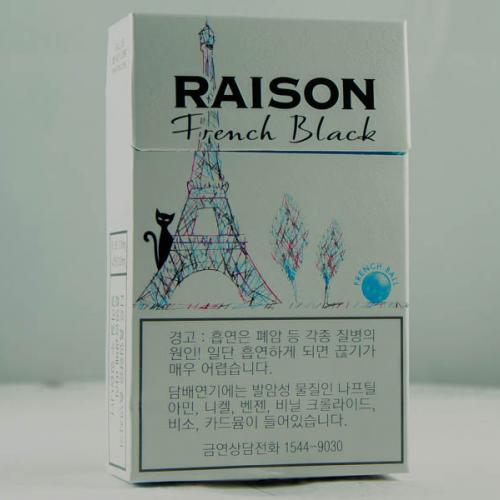 RAISON
French Black
FRENCH BALL
경고 : 흡연은 폐암 등 각종 질병의
원인! 일단 흡연하게 되면 끊기가
매우 어렵습니다.
담배연기에는 발암성 물질인 나프틸
아민, 니켈, 벤젠, 비닐 크롤라이드,
비소, 카드뮴이 들어있습니다.
금연상담전화 1544-9030